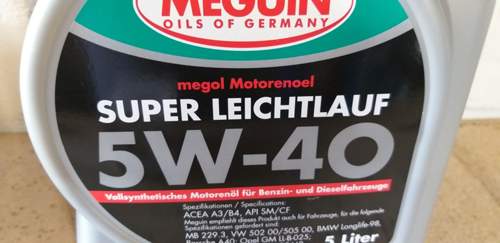 MEGUIN
OILS OF GERMANY
megol Motorenoel
SUPER LEICHTLAUF
5W-40
Vollsynthetisches Motorenöl für Benzin- und Dieselfahrzeuge
Spezifikationen / Specifications:
ACEA A3/B4, API SM/CF
Meguin empfiehlt dieses Produkt auch für Fahrzeuge, für die folgende
Spezifikationen gefordert sind:
MB 229.3, VW 502 00/505 00, BMW Longlife-98,
Porsche A40; Opel GM LL-B-025,
5 Liter